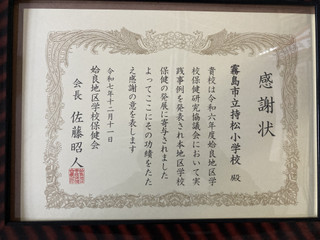 感謝状
霧島市立持松小学校 殿
貴校は令和六年度姶良地区学
校保健研究協議会において実
践事例を発表され本地区学校
保健の発展に寄与されました
よってここにその功績をたた
え感謝の意を表します
令和七年十二月十一日
姶良地区学校保健会
会長 佐藤昭人